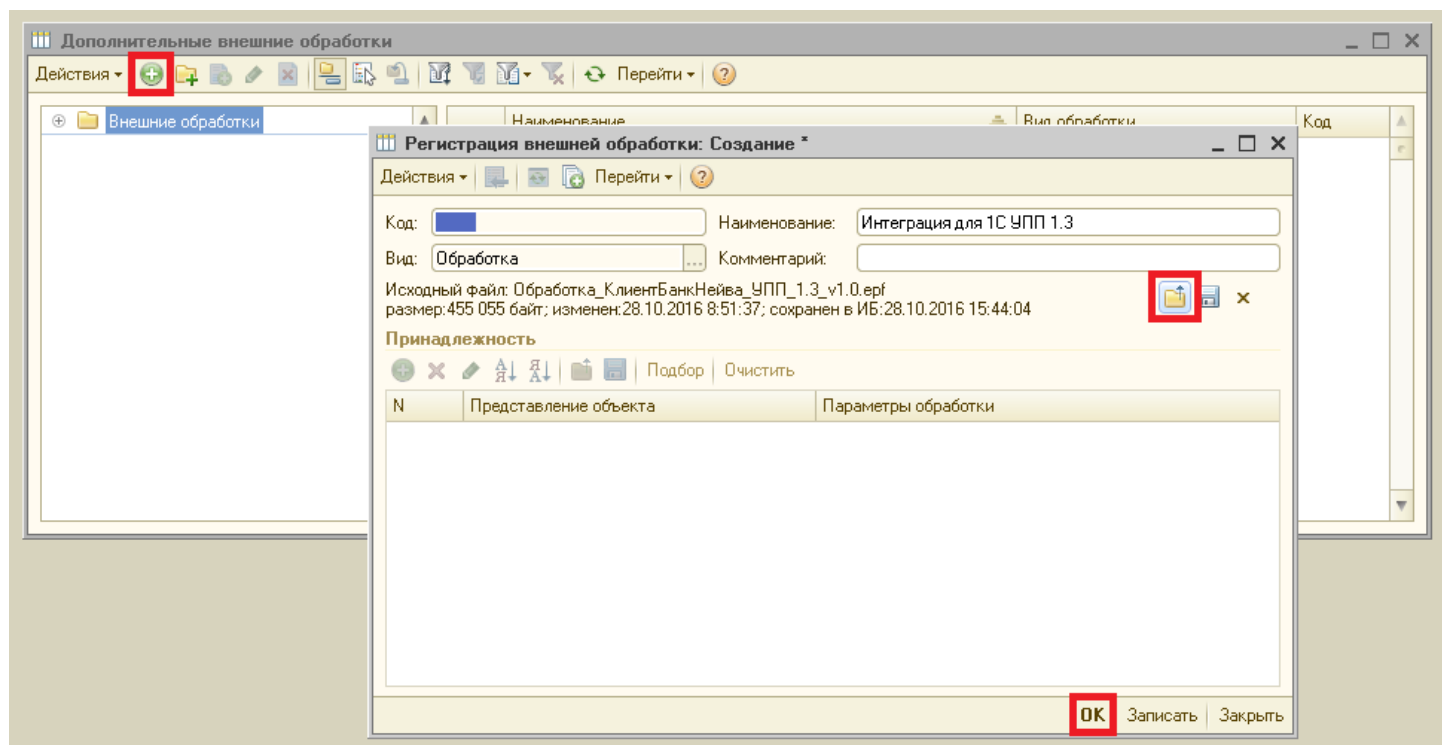 Дополнительные внешние обработки
Действия Перейти
Внешние обработки
Наименование Вид обработки Код
Регистрация внешней обработки: Создание *
Действия Перейти
Код: Наименование: Интеграция для 1С УПП 1.3
Вид: Обработка ... Комментарий:
Исходный файл: Обработка_КлиентБанкНейва_УПП_1.3_v1.0.epf
размер:455 055 байт; изменен:28.10.2016 8:51:37; сохранен в ИБ:28.10.2016 15:44:04
Принадлежность
Подбор Очистить
N Представление объекта Параметры обработки
OK Записать Закрыть